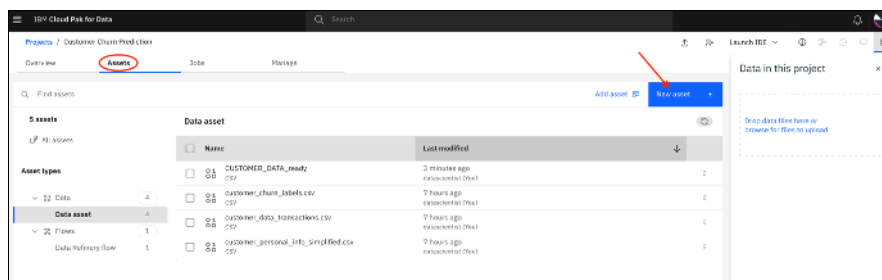 IBM Cloud Pak for Data
Search
Projects / Customer Churn Prediction
Launch IDE
Overview
Assets
Jobs
Manage
Data in this project
Find assets
Add asset
New asset +
5 assets
All assets
Data asset
Drop data files here or
browse for files to upload
Name
Last modified
Asset types
CUSTOMER_DATA_ready
CSV
3 minutes ago
datascientist (You)
Data
4
customer_churn_labels.csv
CSV
7 hours ago
datascientist (You)
Data asset
4
customer_data_transactions.csv
CSV
7 hours ago
datascientist (You)
Flows
1
customer_personal_info_simplified.csv
CSV
7 hours ago
datascientist (You)
Data Refinery flow
1